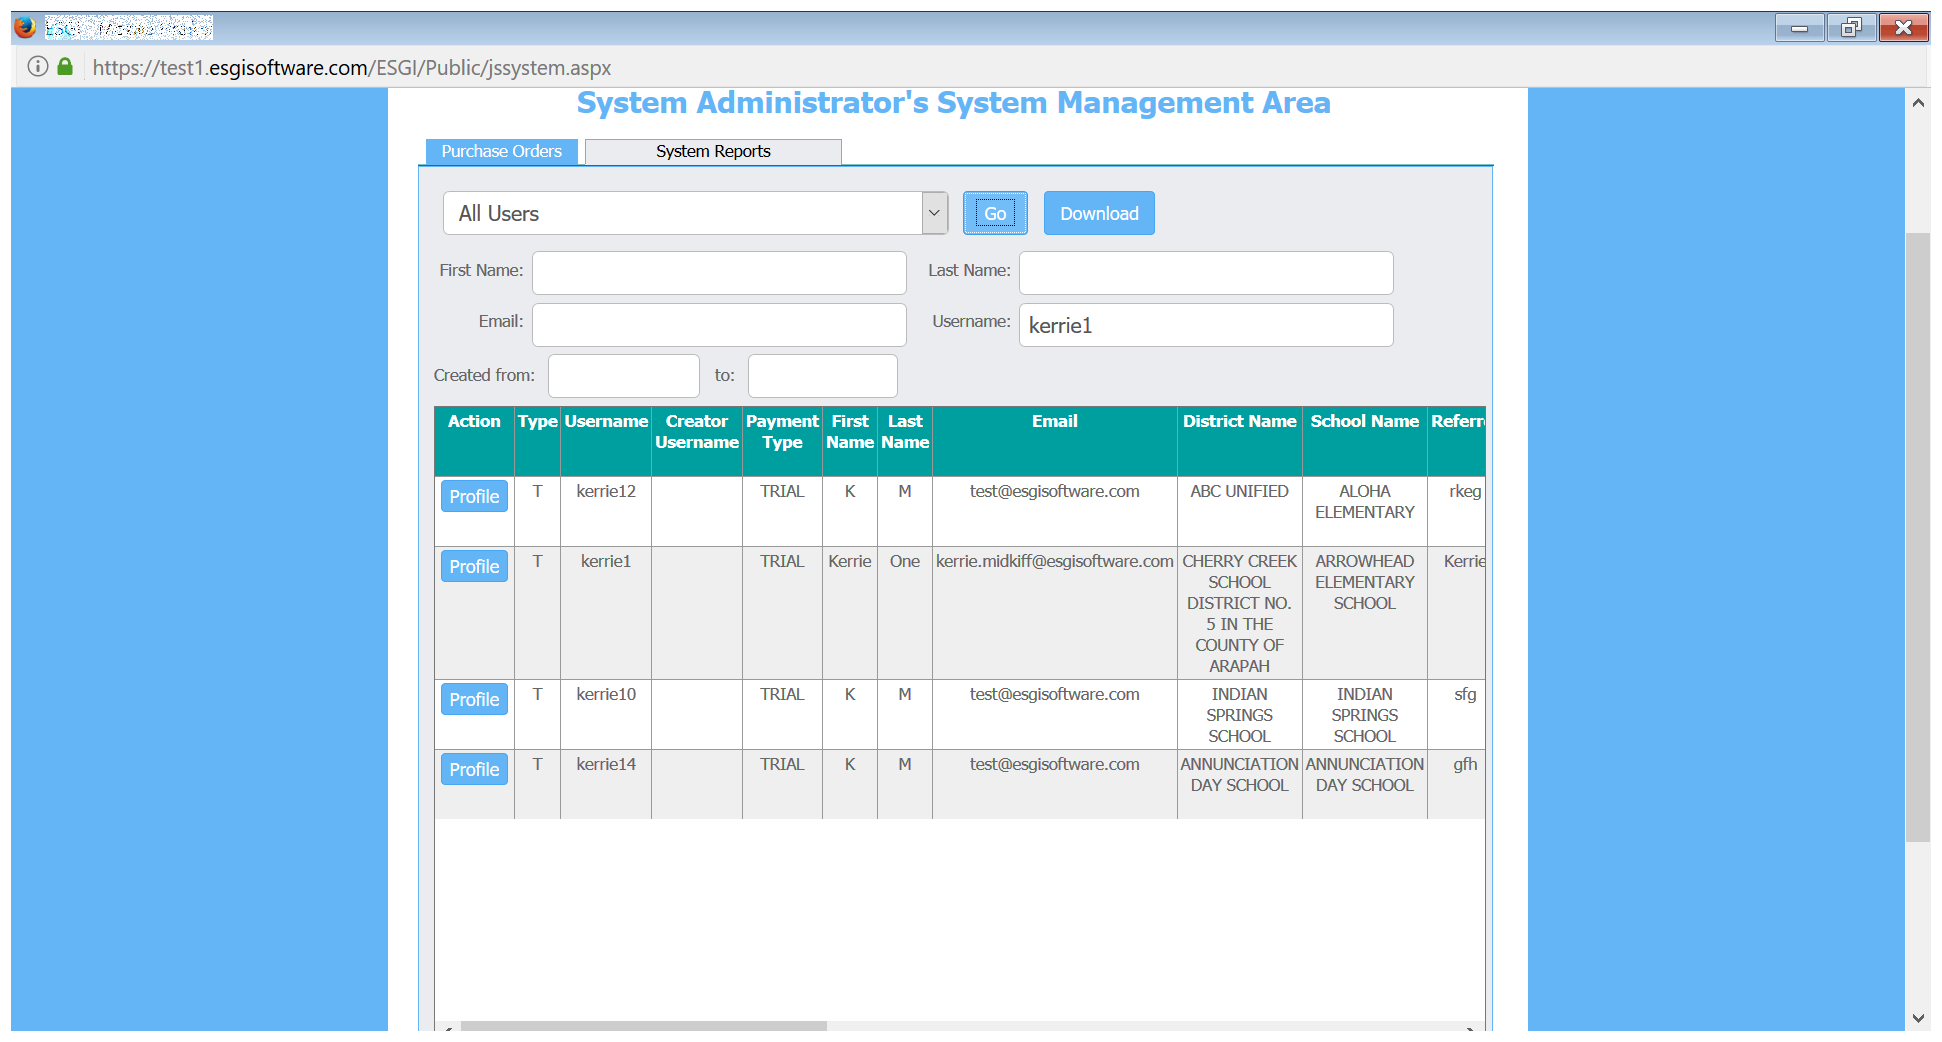 https://test1.esgisoftware.com/ESGI/Public/jssystem.aspx
System Administrator's System Management Area
Purchase Orders System Reports
All Users Go Download
First Name: Last Name:
Email: Username: kerrie1
Created from: to:
Action Type Username Creator Payment First Last Email District Name School Name Referr
Username Type Name Name
Profile T kerrie12 TRIAL K M test@esgisoftware.com ABC UNIFIED ALOHA rkeg
ELEMENTARY
Profile T kerrie1 TRIAL Kerrie One kerrie.midkiff@esgisoftware.com CHERRY CREEK ARROWHEAD Kerrie
SCHOOL ELEMENTARY
DISTRICT NO. SCHOOL
5 IN THE
COUNTY OF
ARAPAH
Profile T kerrie10 TRIAL K M test@esgisoftware.com INDIAN INDIAN sfg
SPRINGS SPRINGS
SCHOOL SCHOOL
Profile T kerrie14 TRIAL K M test@esgisoftware.com ANNUNCIATION ANNUNCIATION gfh
DAY SCHOOL DAY SCHOOL